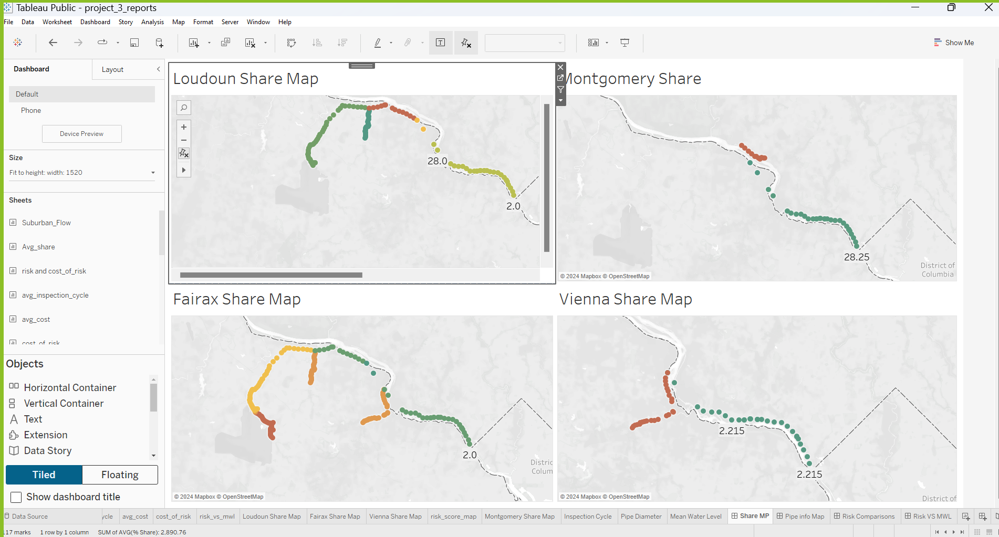 Tableau Public - project_3_reports
File Data Worksheet Dashboard Story Analysis Map Format Server Window Help
Show Me
Dashboard
Layout
Default
Phone
Device Preview
Size
Fit to height: width: 1520
Sheets
Suburban_Flow
Avg_share
risk and cost_of_risk
avg_inspection_cycle
avg_cost
cost_of_risk
Objects
Horizontal Container
Vertical Container
Text
Extension
Data Story
Tiled
Floating
Show dashboard title
Loudoun Share Map
28.0
2.0
Montgomery Share
28.25
District of
Columbia
© 2024 Mapbox © OpenStreetMap
Fairax Share Map
2.0
Distric
Colum
© 2024 Mapbox © OpenStreetMap
Vienna Share Map
2.215
2.215
District of
© 2024 Mapbox © OpenStreetMap
Data Source ycle avg_cost cost_of_risk risk_vs_mwl Loudoun Share Map Fairax Share Map Vienna Share Map risk_score_map Montgomery Share Map Inspection Cycle Pipe Diameter Mean Water Level Share MP Pipe info Map Risk Comparisons Risk VS MWL
117 marks 1 row by 1 column SUM of AVG(% Share): 2,890.76